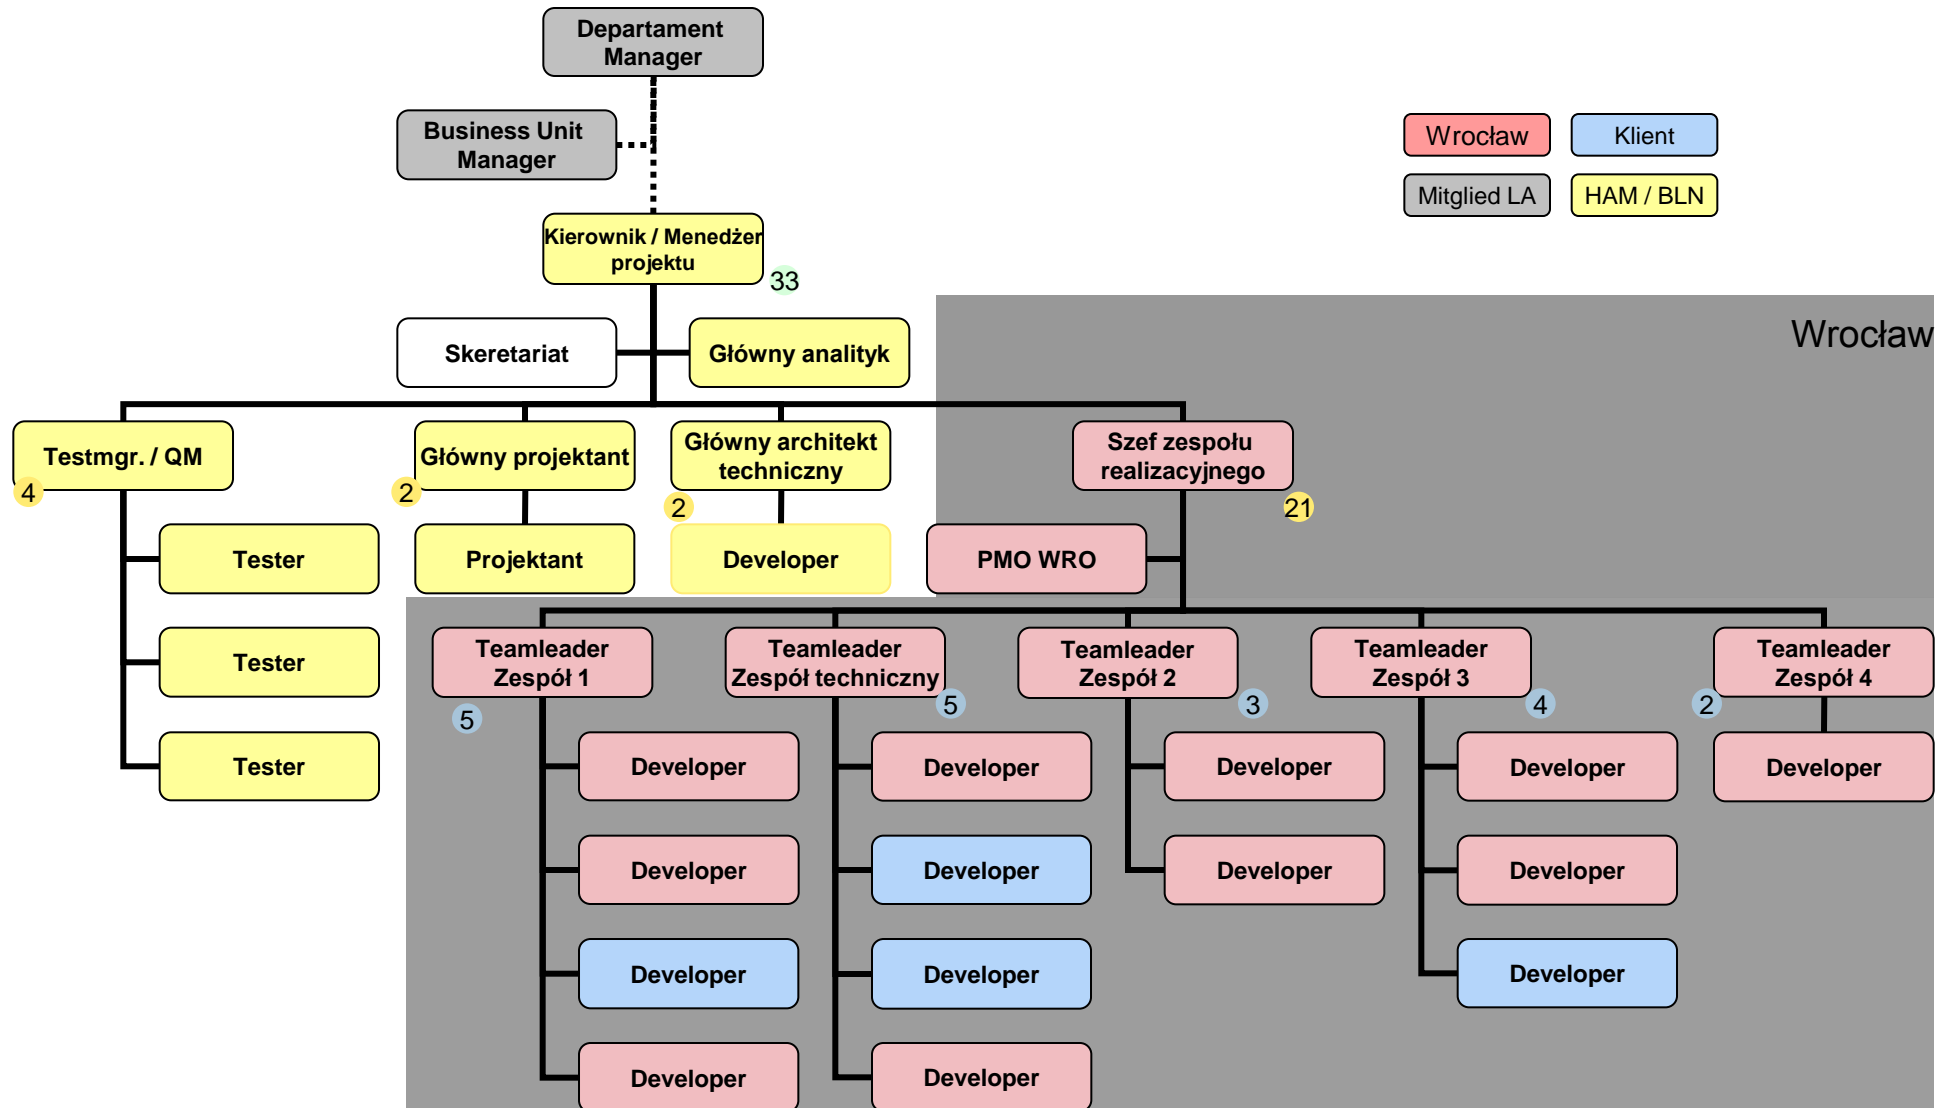 Departament
Manager
Business Unit
Manager
Wrocław
Klient
Mitglied LA
HAM / BLN
Kierownik / Menedżer
projektu
33
Skeretariat
Główny analityk
Wrocław
Testmgr. / QM
4
Główny projektant
2
Główny architekt
techniczny
2
Szef zespołu
realizacyjnego
21
Tester
Projektant
Developer
PMO WRO
Tester
Tester
Teamleader
Zespół 1
5
Teamleader
Zespół techniczny
5
Teamleader
Zespół 2
3
Teamleader
Zespół 3
4
Teamleader
Zespół 4
2
Developer
Developer
Developer
Developer
Developer
Developer
Developer
Developer
Developer
Developer
Developer
Developer
Developer
Developer